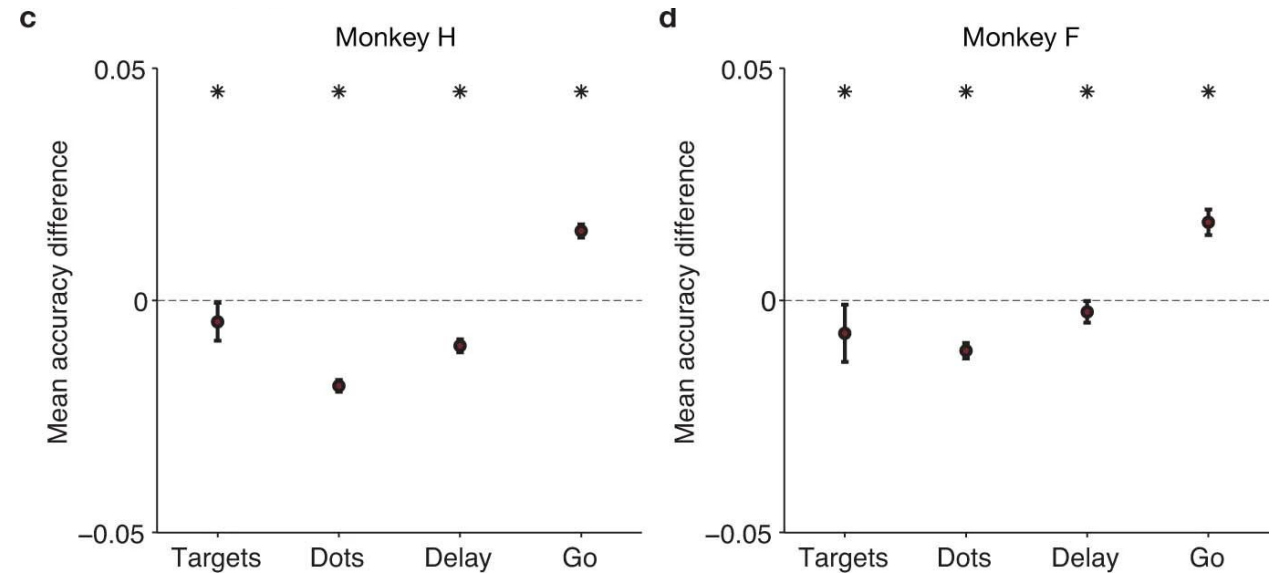 c
Monkey H
0.05
* * * *
Mean accuracy difference
0
−0.05
Targets Dots Delay Go
d
Monkey F
0.05
* * * *
Mean accuracy difference
0
−0.05
Targets Dots Delay Go